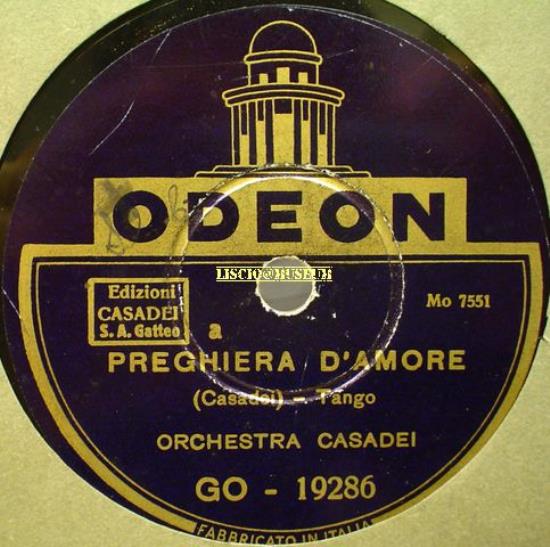 ODEON
LISCIO@MUSEUM
Edizioni
CASADEI
S. A. Gatteo
Mo 7551
a
PREGHIERA D'AMORE
(Casadei) - Tango
ORCHESTRA CASADEI
GO - 19286
FABBRICATO IN ITALIA